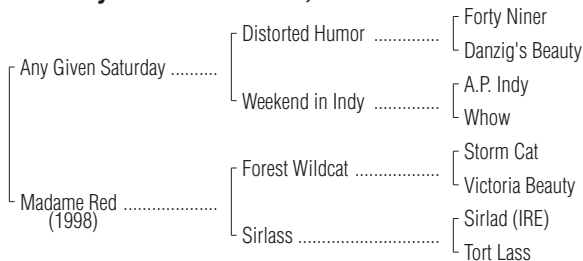 Forty Niner
Distorted Humor ..............
Danzig's Beauty
Any Given Saturday ..........
A.P. Indy
Weekend in Indy ..............
Whow
Storm Cat
Forest Wildcat ..................
Victoria Beauty
Madame Red ....................
(1998)
Sirlad (IRE)
Sirlass ..............................
Tort Lass